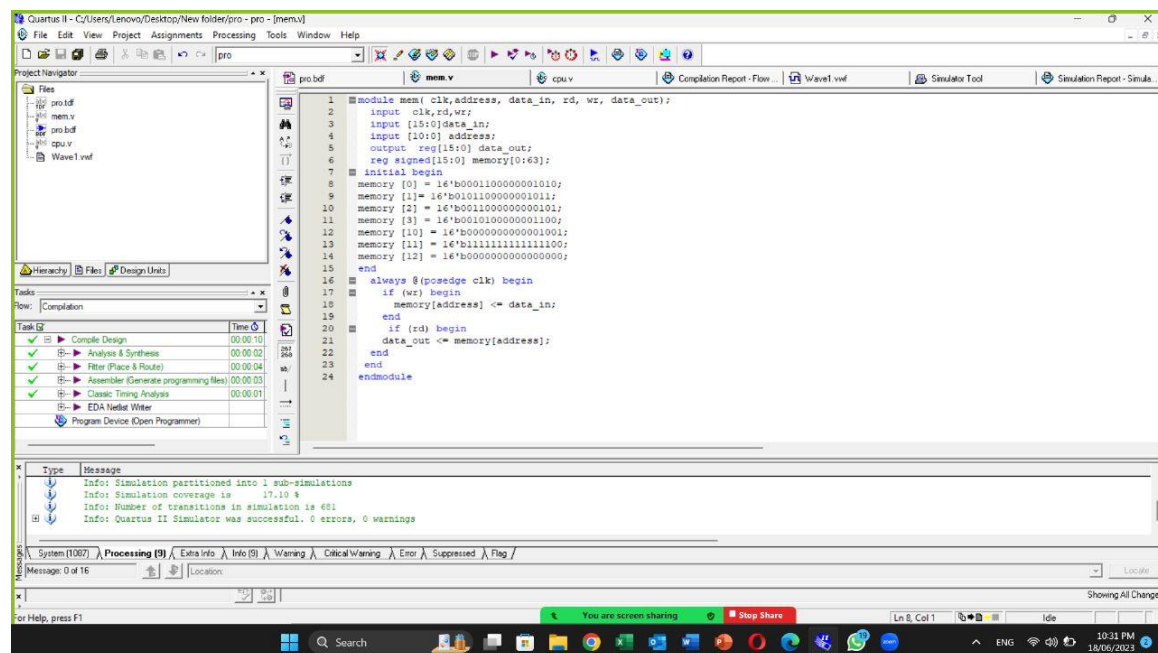 Quartus II - C:/Users/Lenovo/Desktop/New folder/pro - pro - [mem.v]
File Edit View Project Assignments Processing Tools Window Help
pro
Project Navigator
Files
pro.tdf
mem.v
pro.bdf
cpu.v
Wave1.vwf
Hierarchy Files Design Units
pro.bdf mem.v cpu.v Compilation Report - Flow ... Wave1.vwf Simulator Tool Simulation Report - Simula...
1 module mem( clk,address, data_in, rd, wr, data_out);
2 input clk,rd,wr;
3 input [15:0]data_in;
4 input [10:0] address;
5 output reg[15:0] data_out;
6 reg signed[15:0] memory[0:63];
7 initial begin
8 memory [0] = 16'b0001100000001010;
9 memory [1]= 16'b0101100000001011;
10 memory [2] = 16'b0011000000000101;
11 memory [3] = 16'b0010100000001100;
12 memory [10] = 16'b0000000000001001;
13 memory [11] = 16'b1111111111111100;
14 memory [12] = 16'b0000000000000000;
15 end
16 always @(posedge clk) begin
17 if (wr) begin
18 memory[address] <= data_in;
19 end
20 if (rd) begin
21 data_out <= memory[address];
22 end
23 end
24 endmodule
Tasks
Flow: Compilation
Task Time
Compile Design 00:00:10
Analysis & Synthesis 00:00:02
Fitter (Place & Route) 00:00:04
Assembler (Generate programming files) 00:00:03
Classic Timing Analysis 00:00:01
EDA Netlist Writer
Program Device (Open Programmer)
267
268
ab/
Type Message
Info: Simulation partitioned into 1 sub-simulations
Info: Simulation coverage is 17.10 %
Info: Number of transitions in simulation is 681
Info: Quartus II Simulator was successful. 0 errors, 0 warnings
System (1087) Processing (9) Extra Info Info (9) Warning Critical Warning Error Suppressed Flag
Messages
Message: 0 of 16 Location: Locate
Showing All Change
For Help, press F1 You are screen sharing Stop Share Ln 8, Col 1 Idle
Search 19 zoom ENG 10:31 PM
18/06/2023 2